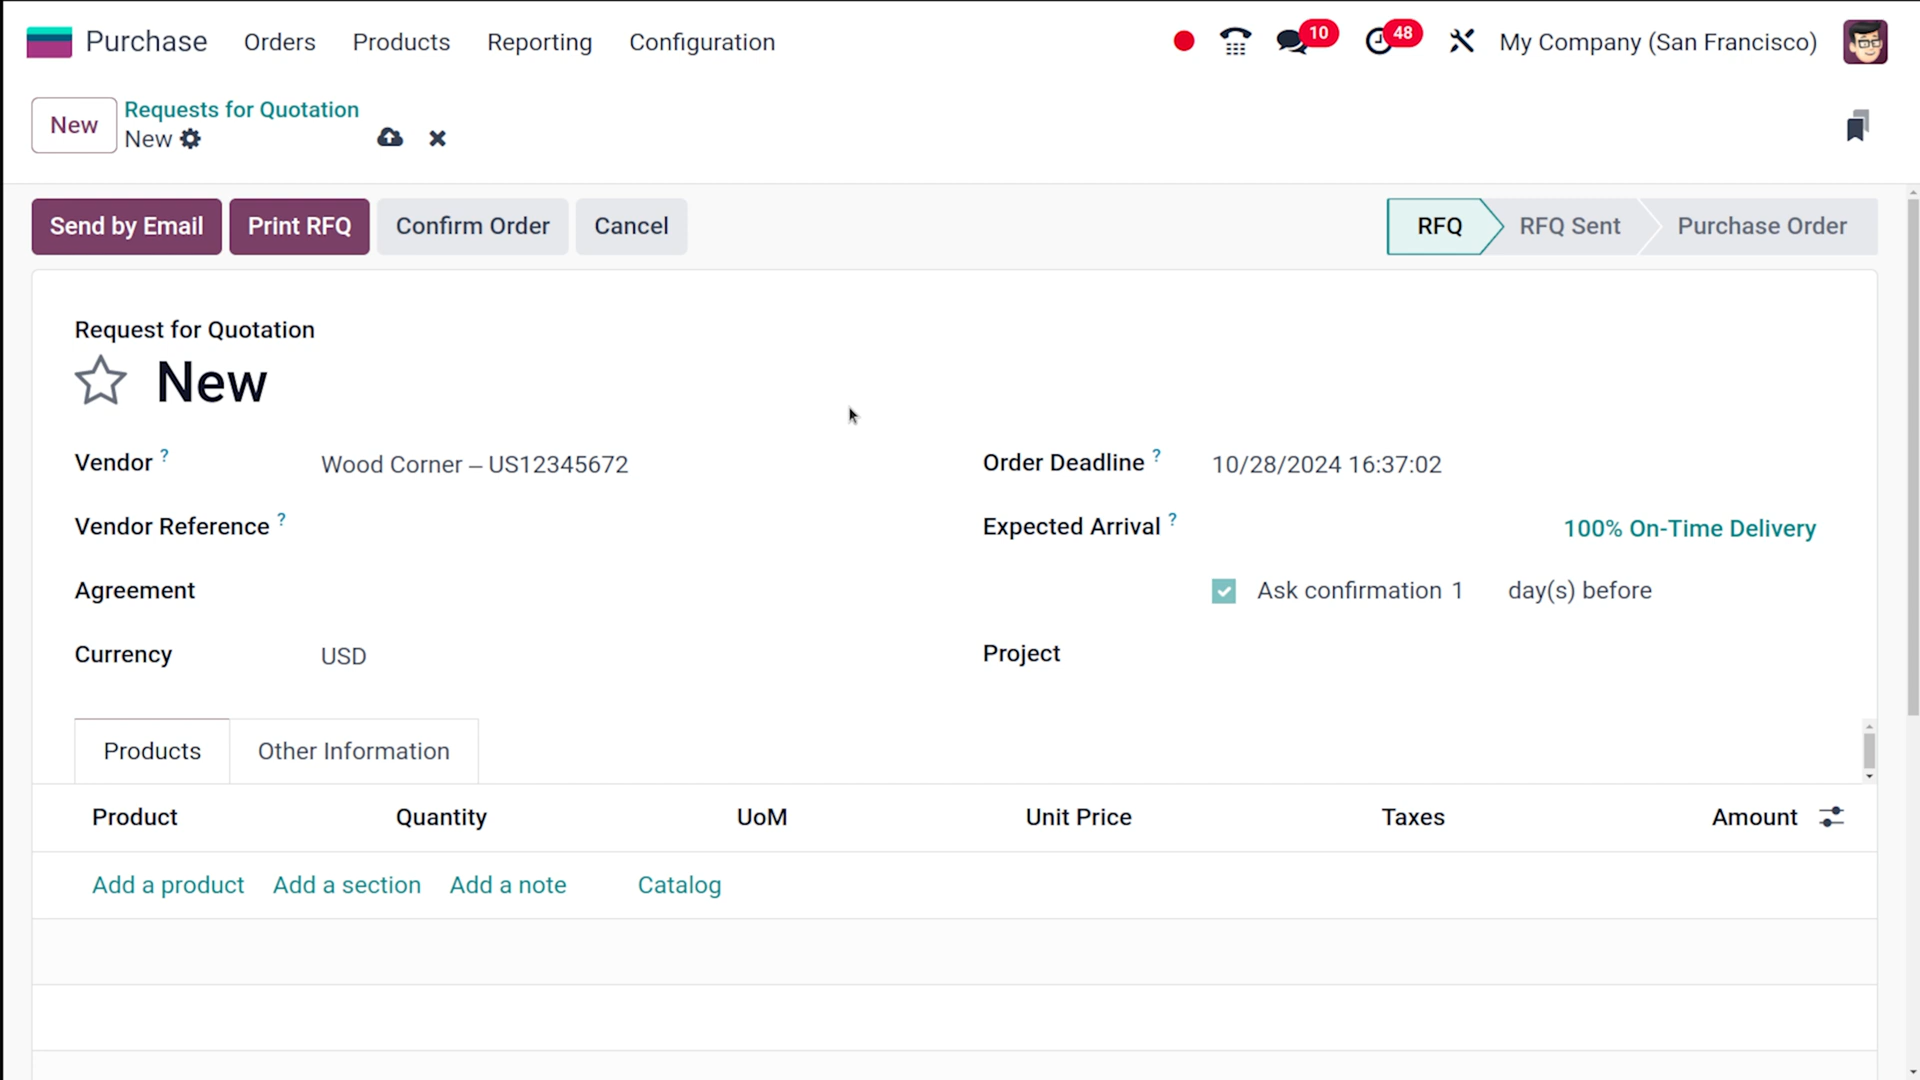 Purchase Orders Products Reporting Configuration 10 48 My Company (San Francisco)
New Requests for Quotation
New
Send by Email Print RFQ Confirm Order Cancel RFQ RFQ Sent Purchase Order
Request for Quotation
New
Vendor ? Wood Corner – US12345672 Order Deadline ? 10/28/2024 16:37:02
Vendor Reference ? Expected Arrival ? 100% On-Time Delivery
Agreement Ask confirmation 1 day(s) before
Currency USD Project
Products Other Information
Product Quantity UoM Unit Price Taxes Amount
Add a product Add a section Add a note Catalog